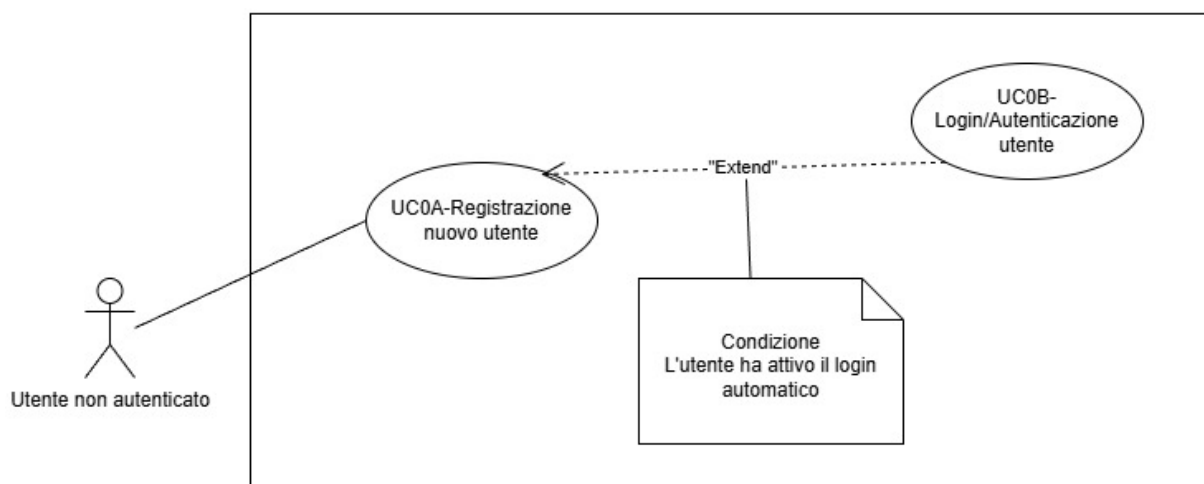 UC0B-
Login/Autenticazione
utente
"Extend"
UC0A-Registrazione
nuovo utente
Condizione
L'utente ha attivo il login
automatico
Utente non autenticato